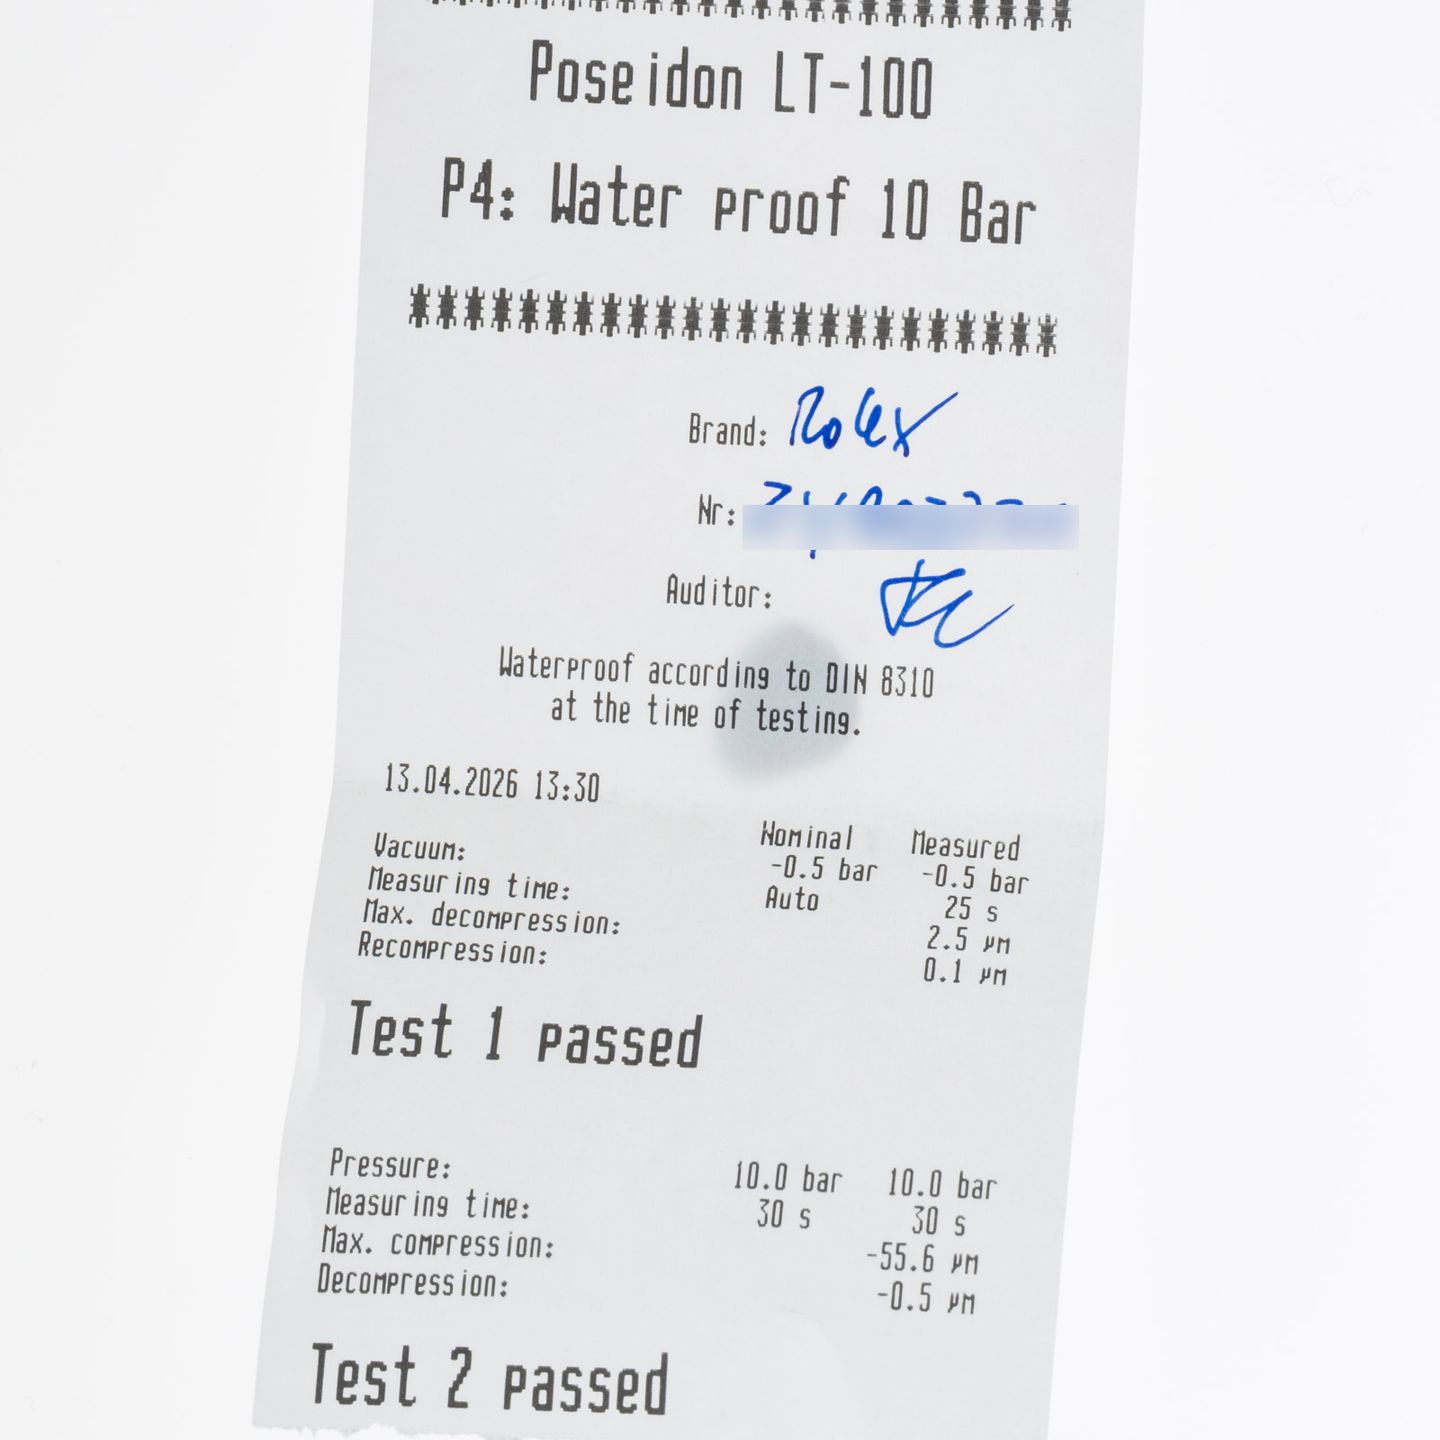 Poseidon LT-100
P4: Water proof 10 Bar
Brand: Rolex
Nr:
Auditor:
Waterproof according to DIN 8310
at the time of testing.
13.04.2026 13:30
Nominal Measured
Vacuum: -0.5 bar -0.5 bar
Measuring time: Auto 25 s
Max. decompression: 2.5 µm
Recompression: 0.1 µm
Test 1 passed
Pressure: 10.0 bar 10.0 bar
Measuring time: 30 s 30 s
Max. compression: -55.6 µm
Decompression: -0.5 µm
Test 2 passed